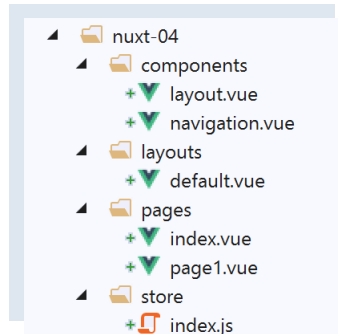 nuxt-04
components
layout.vue
navigation.vue
layouts
default.vue
pages
index.vue
page1.vue
store
index.js